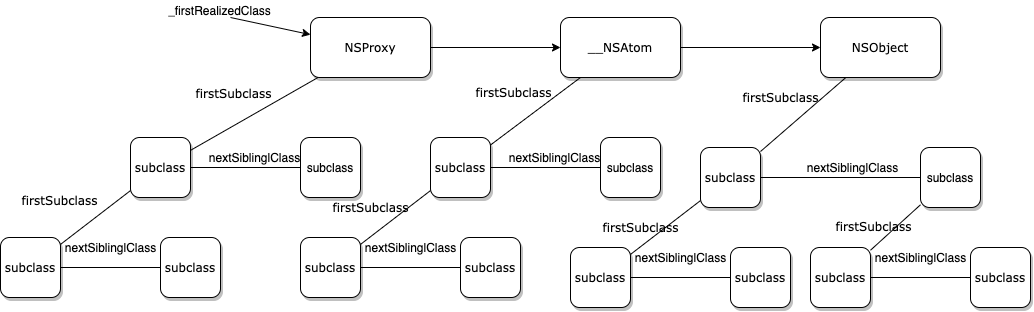 _firstRealizedClass
NSProxy
__NSAtom
NSObject
firstSubclass
firstSubclass
firstSubclass
subclass
nextSiblinglClass
subclass
subclass
nextSiblinglClass
subclass
subclass
nextSiblinglClass
subclass
firstSubclass
firstSubclass
firstSubclass
firstSubclass
subclass
nextSiblinglClass
subclass
subclass
nextSiblinglClass
subclass
subclass
nextSiblinglClass
subclass
subclass
nextSiblinglClass
subclass